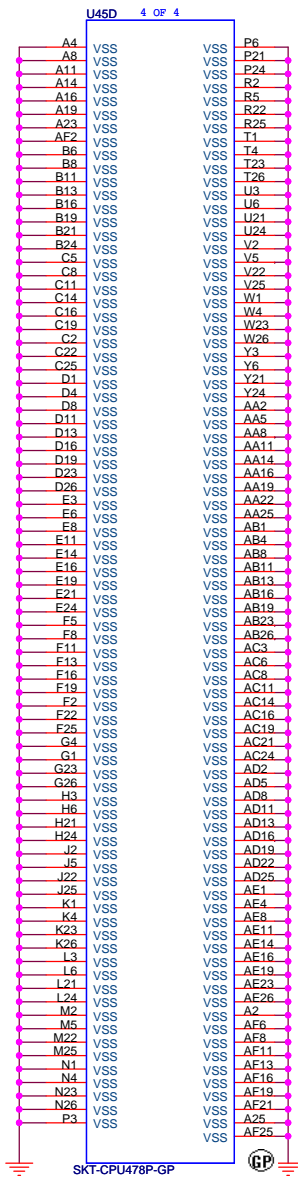 U45D 4 OF 4
A4 VSS VSS P6
A8 VSS VSS P21
A11 VSS VSS P24
A14 VSS VSS R2
A16 VSS VSS R5
A19 VSS VSS R22
A23 VSS VSS R25
AF2 VSS VSS T1
B6 VSS VSS T4
B8 VSS VSS T23
B11 VSS VSS T26
B13 VSS VSS U3
B16 VSS VSS U6
B19 VSS VSS U21
B21 VSS VSS U24
B24 VSS VSS V2
C5 VSS VSS V5
C8 VSS VSS V22
C11 VSS VSS V25
C14 VSS VSS W1
C16 VSS VSS W4
C19 VSS VSS W23
C2 VSS VSS W26
C22 VSS VSS Y3
C25 VSS VSS Y6
D1 VSS VSS Y21
D4 VSS VSS Y24
D8 VSS VSS AA2
D11 VSS VSS AA5
D13 VSS VSS AA8
D16 VSS VSS AA11
D19 VSS VSS AA14
D23 VSS VSS AA16
D26 VSS VSS AA19
E3 VSS VSS AA22
E6 VSS VSS AA25
E8 VSS VSS AB1
E11 VSS VSS AB4
E14 VSS VSS AB8
E16 VSS VSS AB11
E19 VSS VSS AB13
E21 VSS VSS AB16
E24 VSS VSS AB19
F5 VSS VSS AB23
F8 VSS VSS AB26
F11 VSS VSS AC3
F13 VSS VSS AC6
F16 VSS VSS AC8
F19 VSS VSS AC11
F2 VSS VSS AC14
F22 VSS VSS AC16
F25 VSS VSS AC19
G4 VSS VSS AC21
G1 VSS VSS AC24
G23 VSS VSS AD2
G26 VSS VSS AD5
H3 VSS VSS AD8
H6 VSS VSS AD11
H21 VSS VSS AD13
H24 VSS VSS AD16
J2 VSS VSS AD19
J5 VSS VSS AD22
J22 VSS VSS AD25
J25 VSS VSS AE1
K1 VSS VSS AE4
K4 VSS VSS AE8
K23 VSS VSS AE11
K26 VSS VSS AE14
L3 VSS VSS AE16
L6 VSS VSS AE19
L21 VSS VSS AE23
L24 VSS VSS AE26
M2 VSS VSS A2
M5 VSS VSS AF6
M22 VSS VSS AF8
M25 VSS VSS AF11
N1 VSS VSS AF13
N4 VSS VSS AF16
N23 VSS VSS AF19
N26 VSS VSS AF21
P3 VSS VSS A25
VSS AF25
SKT-CPU478P-GP GP